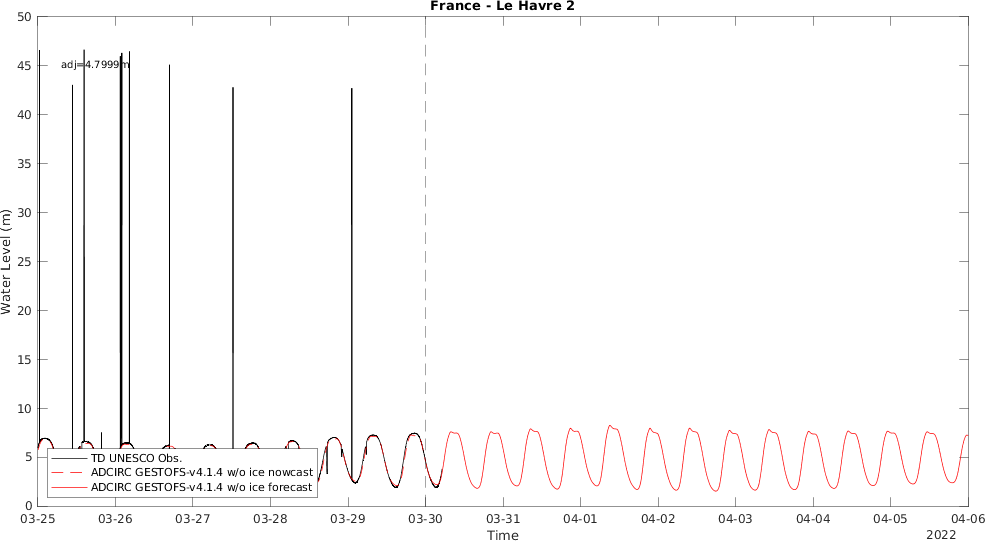 France - Le Havre 2
50
45
40
35
30
25
20
15
10
5
0
Water Level (m)
adj=4.7999m
TD UNESCO Obs.
ADCIRC GESTOFS-v4.1.4 w/o ice nowcast
ADCIRC GESTOFS-v4.1.4 w/o ice forecast
03-25 03-26 03-27 03-28 03-29 03-30 03-31 04-01 04-02 04-03 04-04 04-05 04-06
Time
2022